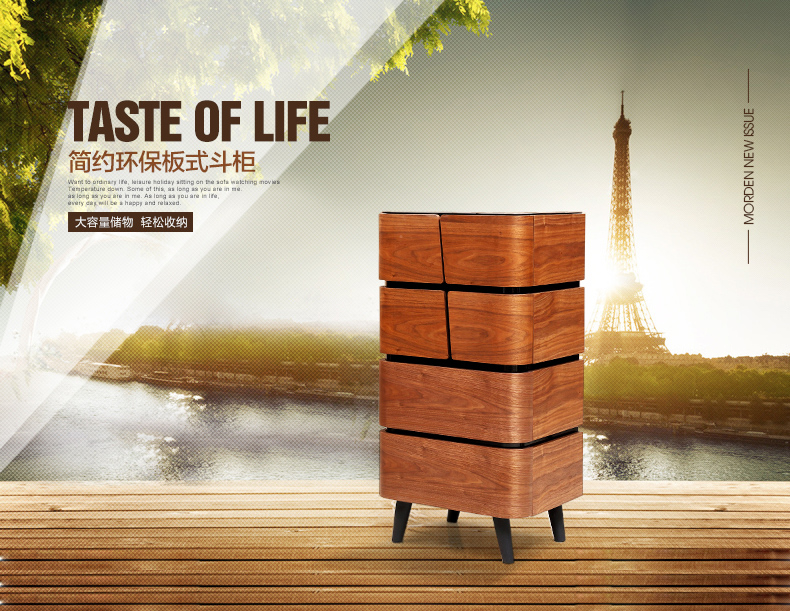 TASTE OF LIFE
简约环保板式斗柜
Want to ordinary life, leisure holiday sitting on the sofa watching movies
Temperature down. Some of this, as long as you are in me.
as long as you are in me. As long as you are in life,
every day will be a happy and relaxed.
大容量储物 轻松收纳
MORDEN NEW ISSUE